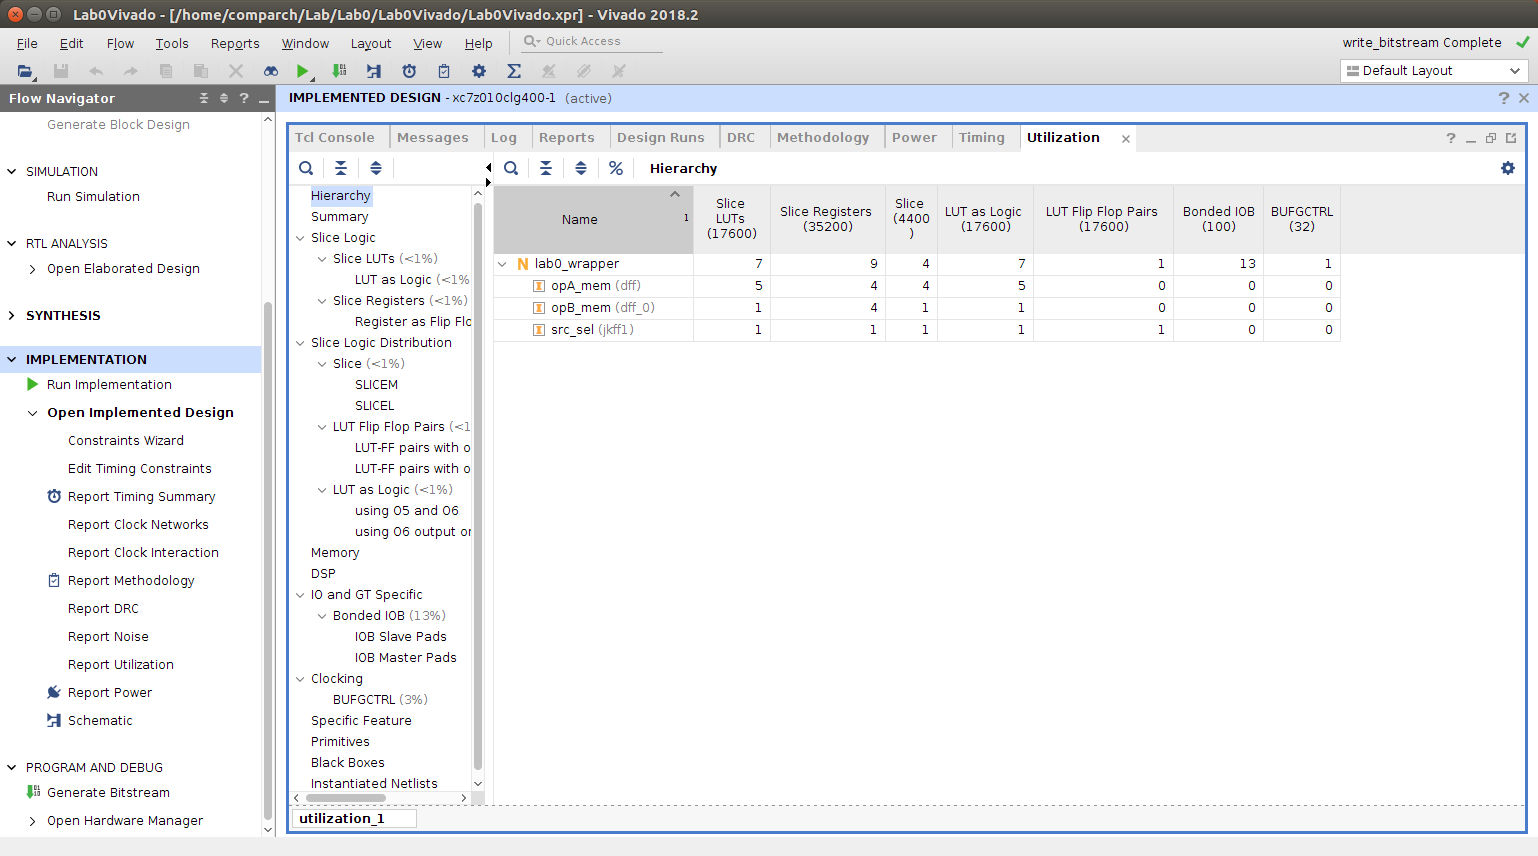 Lab0Vivado - [/home/comparch/Lab/Lab0/Lab0Vivado/Lab0Vivado.xpr] - Vivado 2018.2
File Edit Flow Tools Reports Window Layout View Help Quick Access
write_bitstream Complete
Default Layout
Flow Navigator
Generate Block Design
SIMULATION
Run Simulation
RTL ANALYSIS
Open Elaborated Design
SYNTHESIS
IMPLEMENTATION
Run Implementation
Open Implemented Design
Constraints Wizard
Edit Timing Constraints
Report Timing Summary
Report Clock Networks
Report Clock Interaction
Report Methodology
Report DRC
Report Noise
Report Utilization
Report Power
Schematic
PROGRAM AND DEBUG
Generate Bitstream
Open Hardware Manager
IMPLEMENTED DESIGN - xc7z010clg400-1 (active)
Tcl Console Messages Log Reports Design Runs DRC Methodology Power Timing Utilization
Hierarchy
Summary
Slice Logic
Slice LUTs (<1%)
LUT as Logic (<1%
Slice Registers (<1%)
Register as Flip Flo
Slice Logic Distribution
Slice (<1%)
SLICEM
SLICEL
LUT Flip Flop Pairs (<1
LUT-FF pairs with o
LUT-FF pairs with o
LUT as Logic (<1%)
using O5 and O6
using O6 output or
Memory
DSP
IO and GT Specific
Bonded IOB (13%)
IOB Slave Pads
IOB Master Pads
Clocking
BUFGCTRL (3%)
Specific Feature
Primitives
Black Boxes
Instantiated Netlists
Hierarchy
Name 1
Slice LUTs (17600)
Slice Registers (35200)
Slice (4400)
LUT as Logic (17600)
LUT Flip Flop Pairs (17600)
Bonded IOB (100)
BUFGCTRL (32)
lab0_wrapper 7 9 4 7 1 13 1
opA_mem (dff) 5 4 4 5 0 0 0
opB_mem (dff_0) 1 4 1 1 0 0 0
src_sel (jkff1) 1 1 1 1 1 0 0
utilization_1